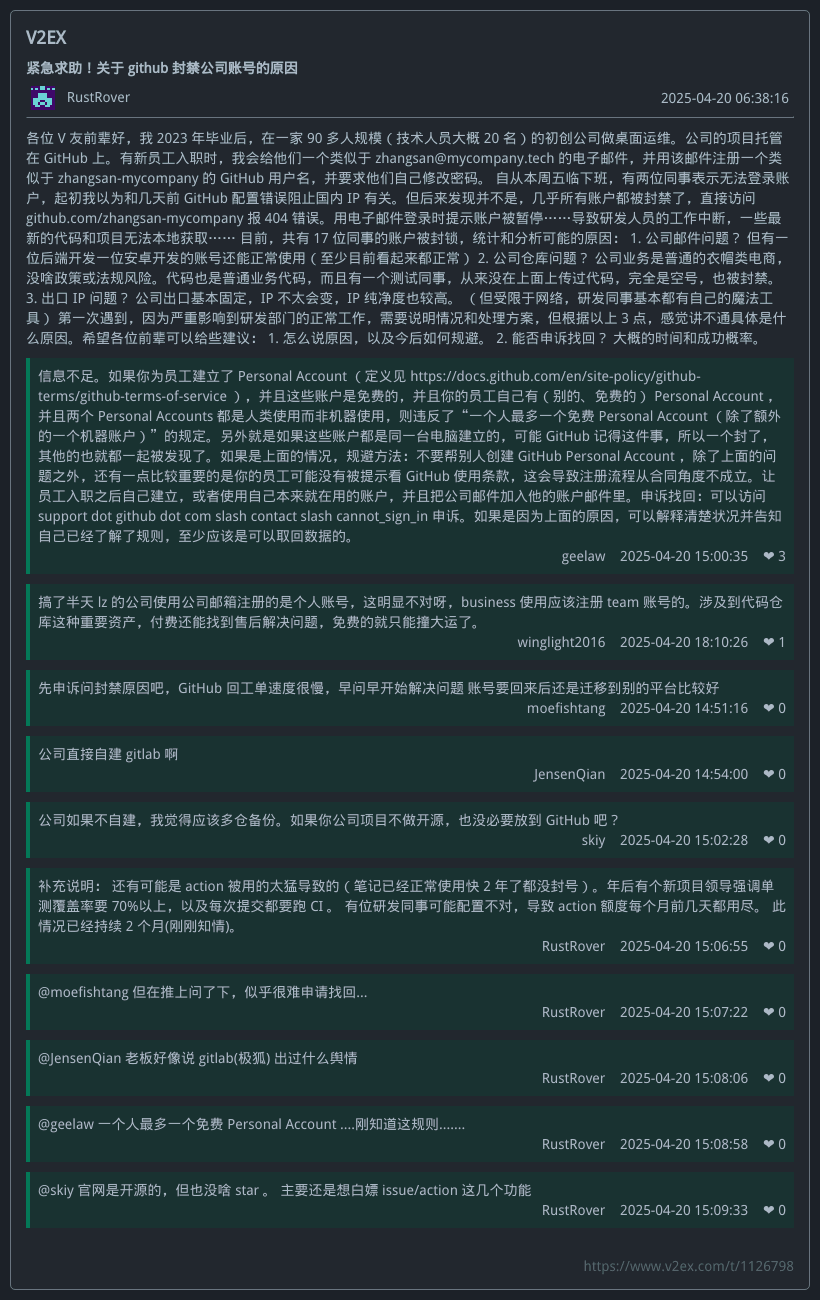 V2EX
紧急求助！关于 github 封禁公司账号的原因
RustRover
2025-04-20 06:38:16
各位 V 友前辈好，我 2023 年毕业后，在一家 90 多人规模（技术人员大概 20 名）的初创公司做桌面运维。公司的项目托管
在 GitHub 上。有新员工入职时，我会给他们一个类似于 zhangsan@mycompany.tech 的电子邮件，并用该邮件注册一个类
似于 zhangsan-mycompany 的 GitHub 用户名，并要求他们自己修改密码。 自从本周五临下班，有两位同事表示无法登录账
户，起初我以为和几天前 GitHub 配置错误阻止国内 IP 有关。但后来发现并不是，几乎所有账户都被封禁了，直接访问
github.com/zhangsan-mycompany 报 404 错误。用电子邮件登录时提示账户被暂停……导致研发人员的工作中断，一些最
新的代码和项目无法本地获取…… 目前，共有 17 位同事的账户被封锁，统计和分析可能的原因： 1. 公司邮件问题？ 但有一
位后端开发一位安卓开发的账号还能正常使用（至少目前看起来都正常） 2. 公司仓库问题？ 公司业务是普通的衣帽类电商，
没啥政策或法规风险。代码也是普通业务代码，而且有一个测试同事，从来没在上面上传过代码，完全是空号，也被封禁。
3. 出口 IP 问题？ 公司出口基本固定，IP 不太会变，IP 纯净度也较高。 （但受限于网络，研发同事基本都有自己的魔法工
具） 第一次遇到，因为严重影响到研发部门的正常工作，需要说明情况和处理方案，但根据以上 3 点，感觉讲不通具体是什
么原因。希望各位前辈可以给些建议： 1. 怎么说原因，以及今后如何规避。 2. 能否申诉找回？ 大概的时间和成功概率。
信息不足。如果你为员工建立了 Personal Account （定义见 https://docs.github.com/en/site-policy/github-
terms/github-terms-of-service ），并且这些账户是免费的，并且你的员工自己有（别的、免费的） Personal Account ，
并且两个 Personal Accounts 都是人类使用而非机器使用，则违反了“一个人最多一个免费 Personal Account （除了额外
的一个机器账户）”的规定。另外就是如果这些账户都是同一台电脑建立的，可能 GitHub 记得这件事，所以一个封了，
其他的也就都一起被发现了。如果是上面的情况，规避方法：不要帮别人创建 GitHub Personal Account ，除了上面的问
题之外，还有一点比较重要的是你的员工可能没有被提示看 GitHub 使用条款，这会导致注册流程从合同角度不成立。让
员工入职之后自己建立，或者使用自己本来就在用的账户，并且把公司邮件加入他的账户邮件里。申诉找回：可以访问
support dot github dot com slash contact slash cannot_sign_in 申诉。如果是因为上面的原因，可以解释清楚状况并告知
自己已经了解了规则，至少应该是可以取回数据的。
geelaw 2025-04-20 15:00:35 ❤ 3
搞了半天 lz 的公司使用公司邮箱注册的是个人账号，这明显不对呀，business 使用应该注册 team 账号的。涉及到代码仓
库这种重要资产，付费还能找到售后解决问题，免费的就只能撞大运了。
winglight2016 2025-04-20 18:10:26 ❤ 1
先申诉问封禁原因吧，GitHub 回工单速度很慢，早问早开始解决问题 账号要回来后还是迁移到别的平台比较好
moefishtang 2025-04-20 14:51:16 ❤ 0
公司直接自建 gitlab 啊
JensenQian 2025-04-20 14:54:00 ❤ 0
公司如果不自建，我觉得应该多仓备份。如果你公司项目不做开源，也没必要放到 GitHub 吧？
skiy 2025-04-20 15:02:28 ❤ 0
补充说明： 还有可能是 action 被用的太猛导致的（笔记已经正常使用快 2 年了都没封号）。年后有个新项目领导强调单
测覆盖率要 70%以上，以及每次提交都要跑 CI 。 有位研发同事可能配置不对，导致 action 额度每个月前几天都用尽。 此
情况已经持续 2 个月(刚刚知情)。
RustRover 2025-04-20 15:06:55 ❤ 0
@moefishtang 但在推上问了下，似乎很难申请找回...
RustRover 2025-04-20 15:07:22 ❤ 0
@JensenQian 老板好像说 gitlab(极狐) 出过什么舆情
RustRover 2025-04-20 15:08:06 ❤ 0
@geelaw 一个人最多一个免费 Personal Account ....刚知道这规则.......
RustRover 2025-04-20 15:08:58 ❤ 0
@skiy 官网是开源的，但也没啥 star 。 主要还是想白嫖 issue/action 这几个功能
RustRover 2025-04-20 15:09:33 ❤ 0
https://www.v2ex.com/t/1126798